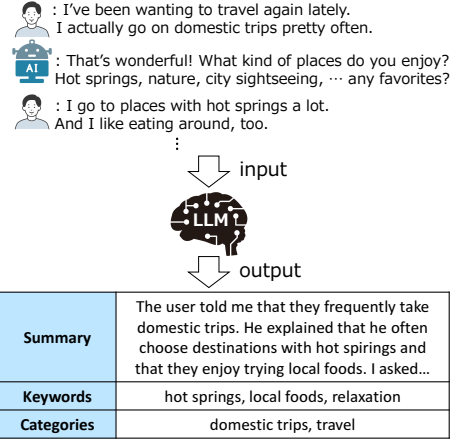 : I've been wanting to travel again lately.
I actually go on domestic trips pretty often.
AI
: That's wonderful! What kind of places do you enjoy?
Hot springs, nature, city sightseeing, ··· any favorites?
: I go to places with hot springs a lot.
And I like eating around, too.
⋮
input
LLM
output
Summary
The user told me that they frequently take
domestic trips. He explained that he often
choose destinations with hot spirings and
that they enjoy trying local foods. I asked...
Keywords
hot springs, local foods, relaxation
Categories
domestic trips, travel